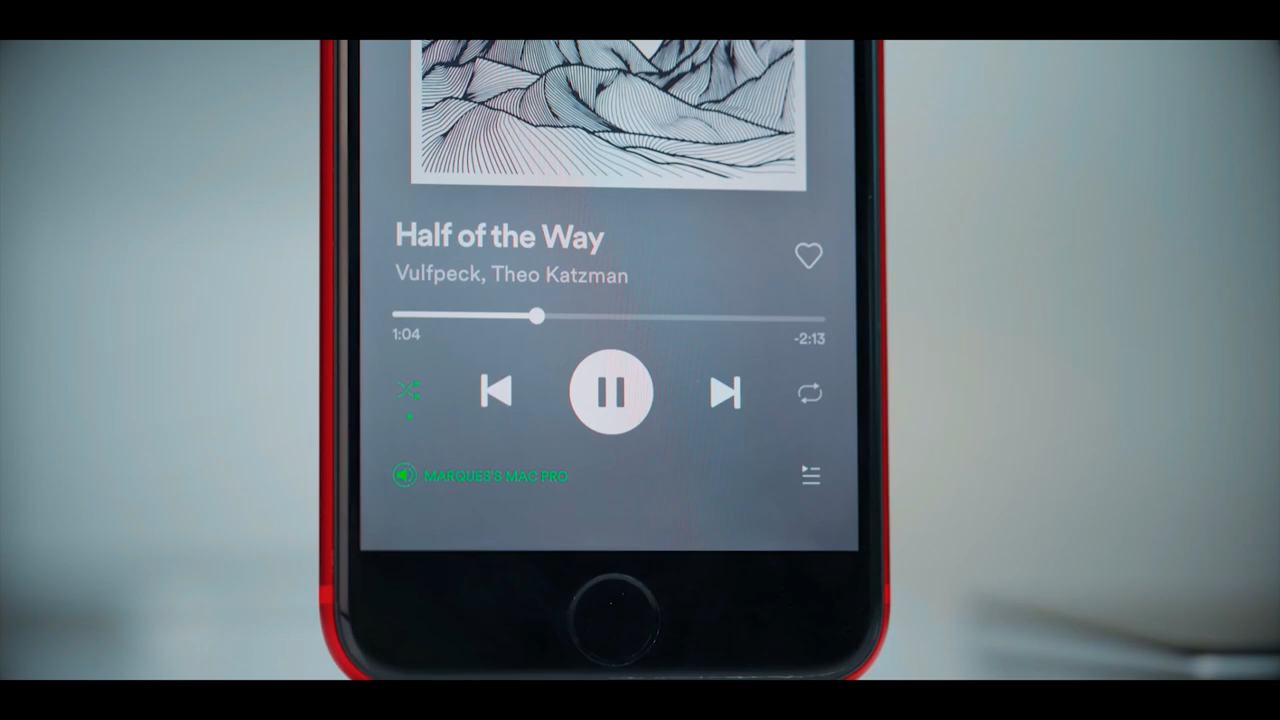 Half of the Way
Vulfpeck, Theo Katzman
1:04 -2:13
MARQUES'S MAC PRO